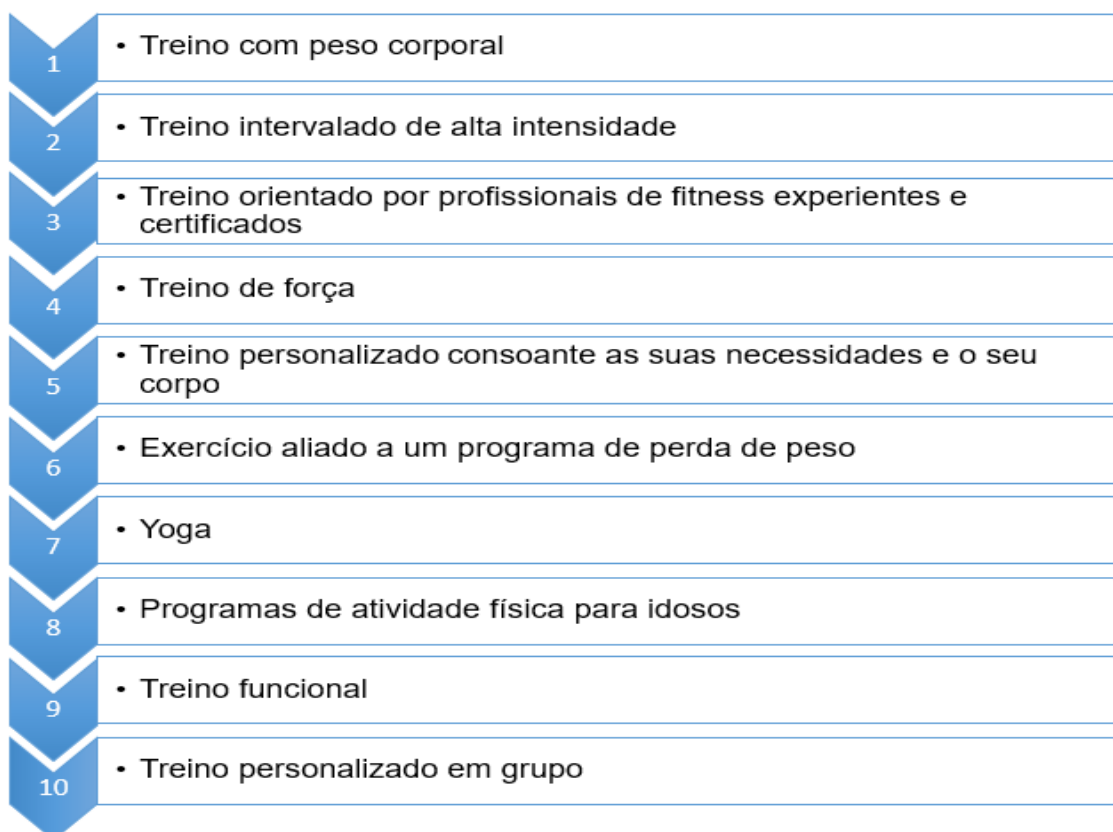 1
• Treino com peso corporal
2
• Treino intervalado de alta intensidade
3
• Treino orientado por profissionais de fitness experientes e
certificados
4
• Treino de força
5
• Treino personalizado consoante as suas necessidades e o seu
corpo
6
• Exercício aliado a um programa de perda de peso
7
• Yoga
8
• Programas de atividade física para idosos
9
• Treino funcional
10
• Treino personalizado em grupo